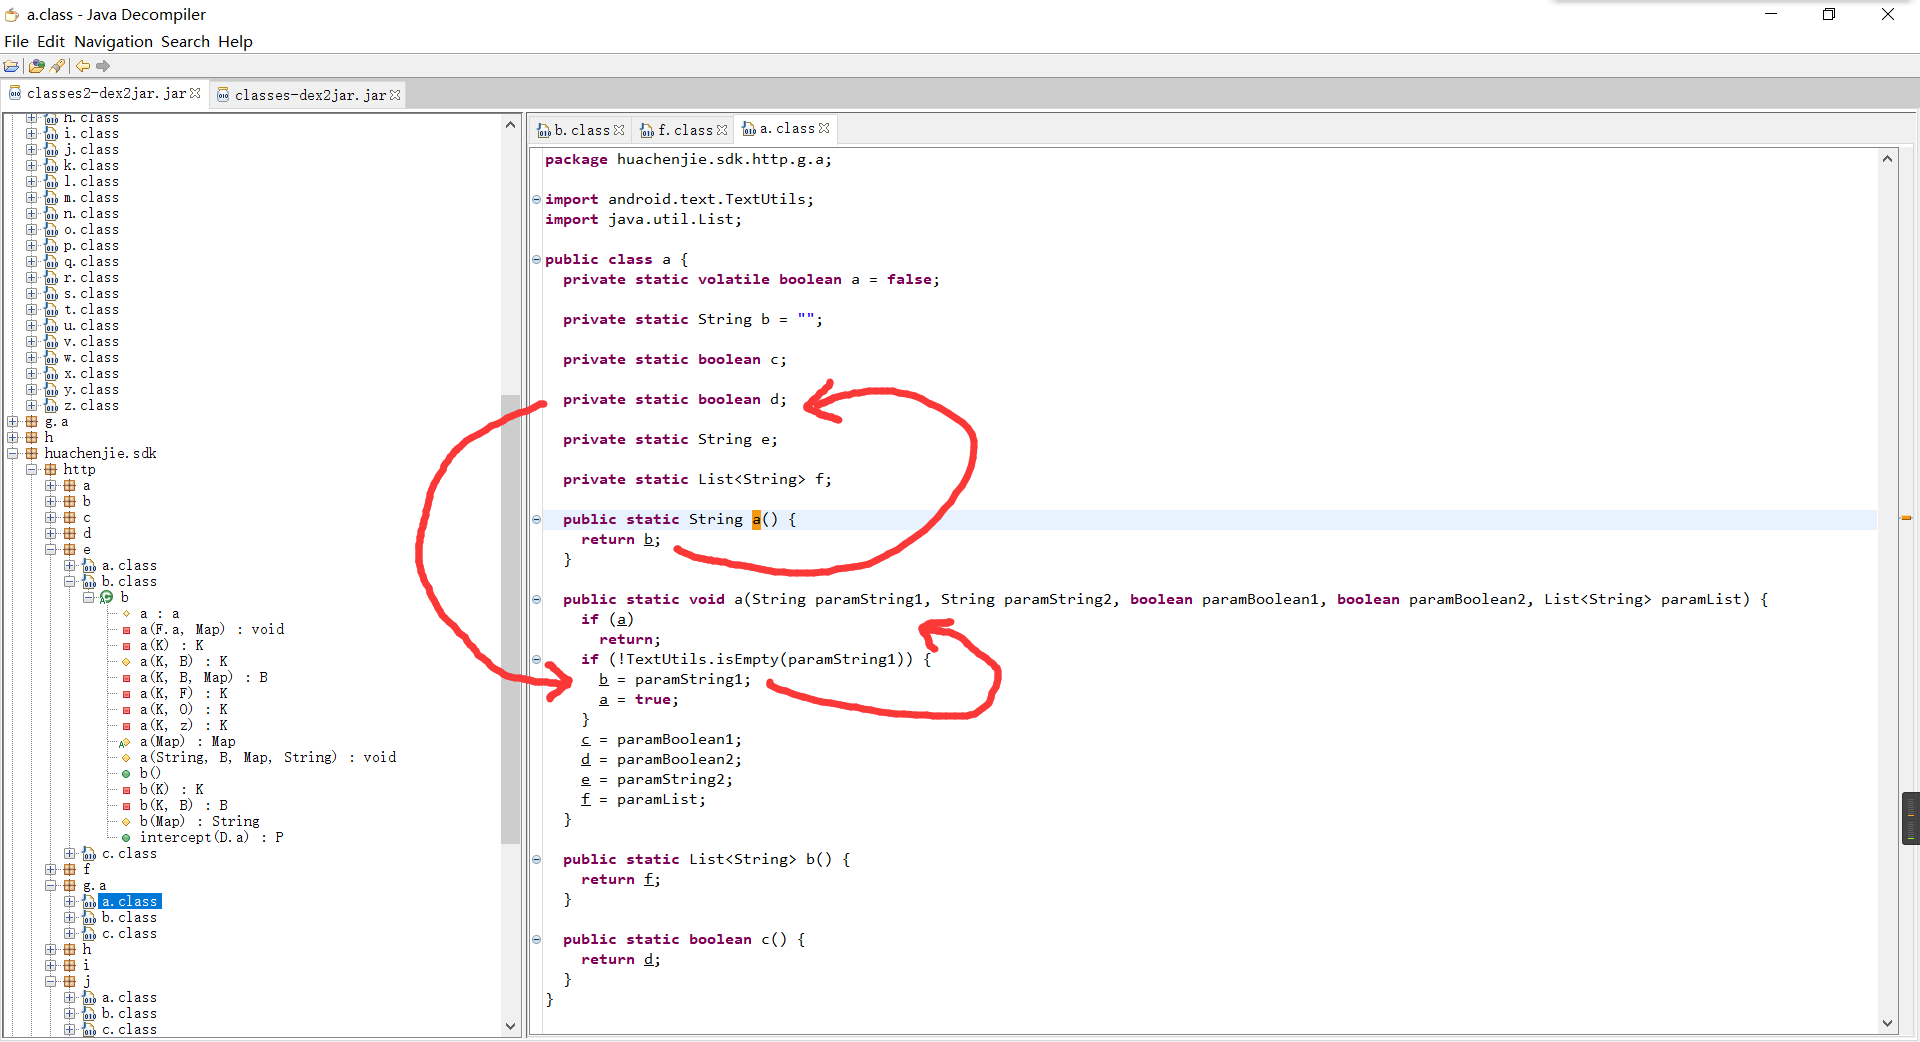 a.class - Java Decompiler
File Edit Navigation Search Help
classes2-dex2jar.jar
classes-dex2jar.jar
h.class
i.class
j.class
k.class
l.class
m.class
n.class
o.class
p.class
q.class
r.class
s.class
t.class
u.class
v.class
w.class
x.class
y.class
z.class
g.a
h
huachenjie.sdk
http
a
b
c
d
e
a.class
b.class
b
a : a
a(F.a, Map) : void
a(K) : K
a(K, B) : K
a(K, B, Map) : B
a(K, F) : K
a(K, O) : K
a(K, z) : K
a(Map) : Map
a(String, B, Map, String) : void
b()
b(K) : K
b(K, B) : B
b(Map) : String
intercept(D.a) : P
c.class
f
g.a
a.class
b.class
c.class
h
i
j
a.class
b.class
c.class
b.class
f.class
a.class
package huachenjie.sdk.http.g.a;
import android.text.TextUtils;
import java.util.List;
public class a {
private static volatile boolean a = false;
private static String b = "";
private static boolean c;
private static boolean d;
private static String e;
private static List<String> f;
public static String a() {
return b;
}
public static void a(String paramString1, String paramString2, boolean paramBoolean1, boolean paramBoolean2, List<String> paramList) {
if (a)
return;
if (!TextUtils.isEmpty(paramString1)) {
b = paramString1;
a = true;
}
c = paramBoolean1;
d = paramBoolean2;
e = paramString2;
f = paramList;
}
public static List<String> b() {
return f;
}
public static boolean c() {
return d;
}
}